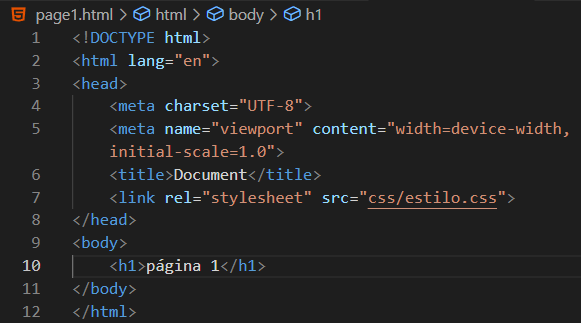 page1.html > html > body > h1
1 <!DOCTYPE html>
2 <html lang="en">
3 <head>
4     <meta charset="UTF-8">
5     <meta name="viewport" content="width=device-width,
    initial-scale=1.0">
6     <title>Document</title>
7     <link rel="stylesheet" src="css/estilo.css">
8 </head>
9 <body>
10     <h1>página 1</h1>
11 </body>
12 </html>